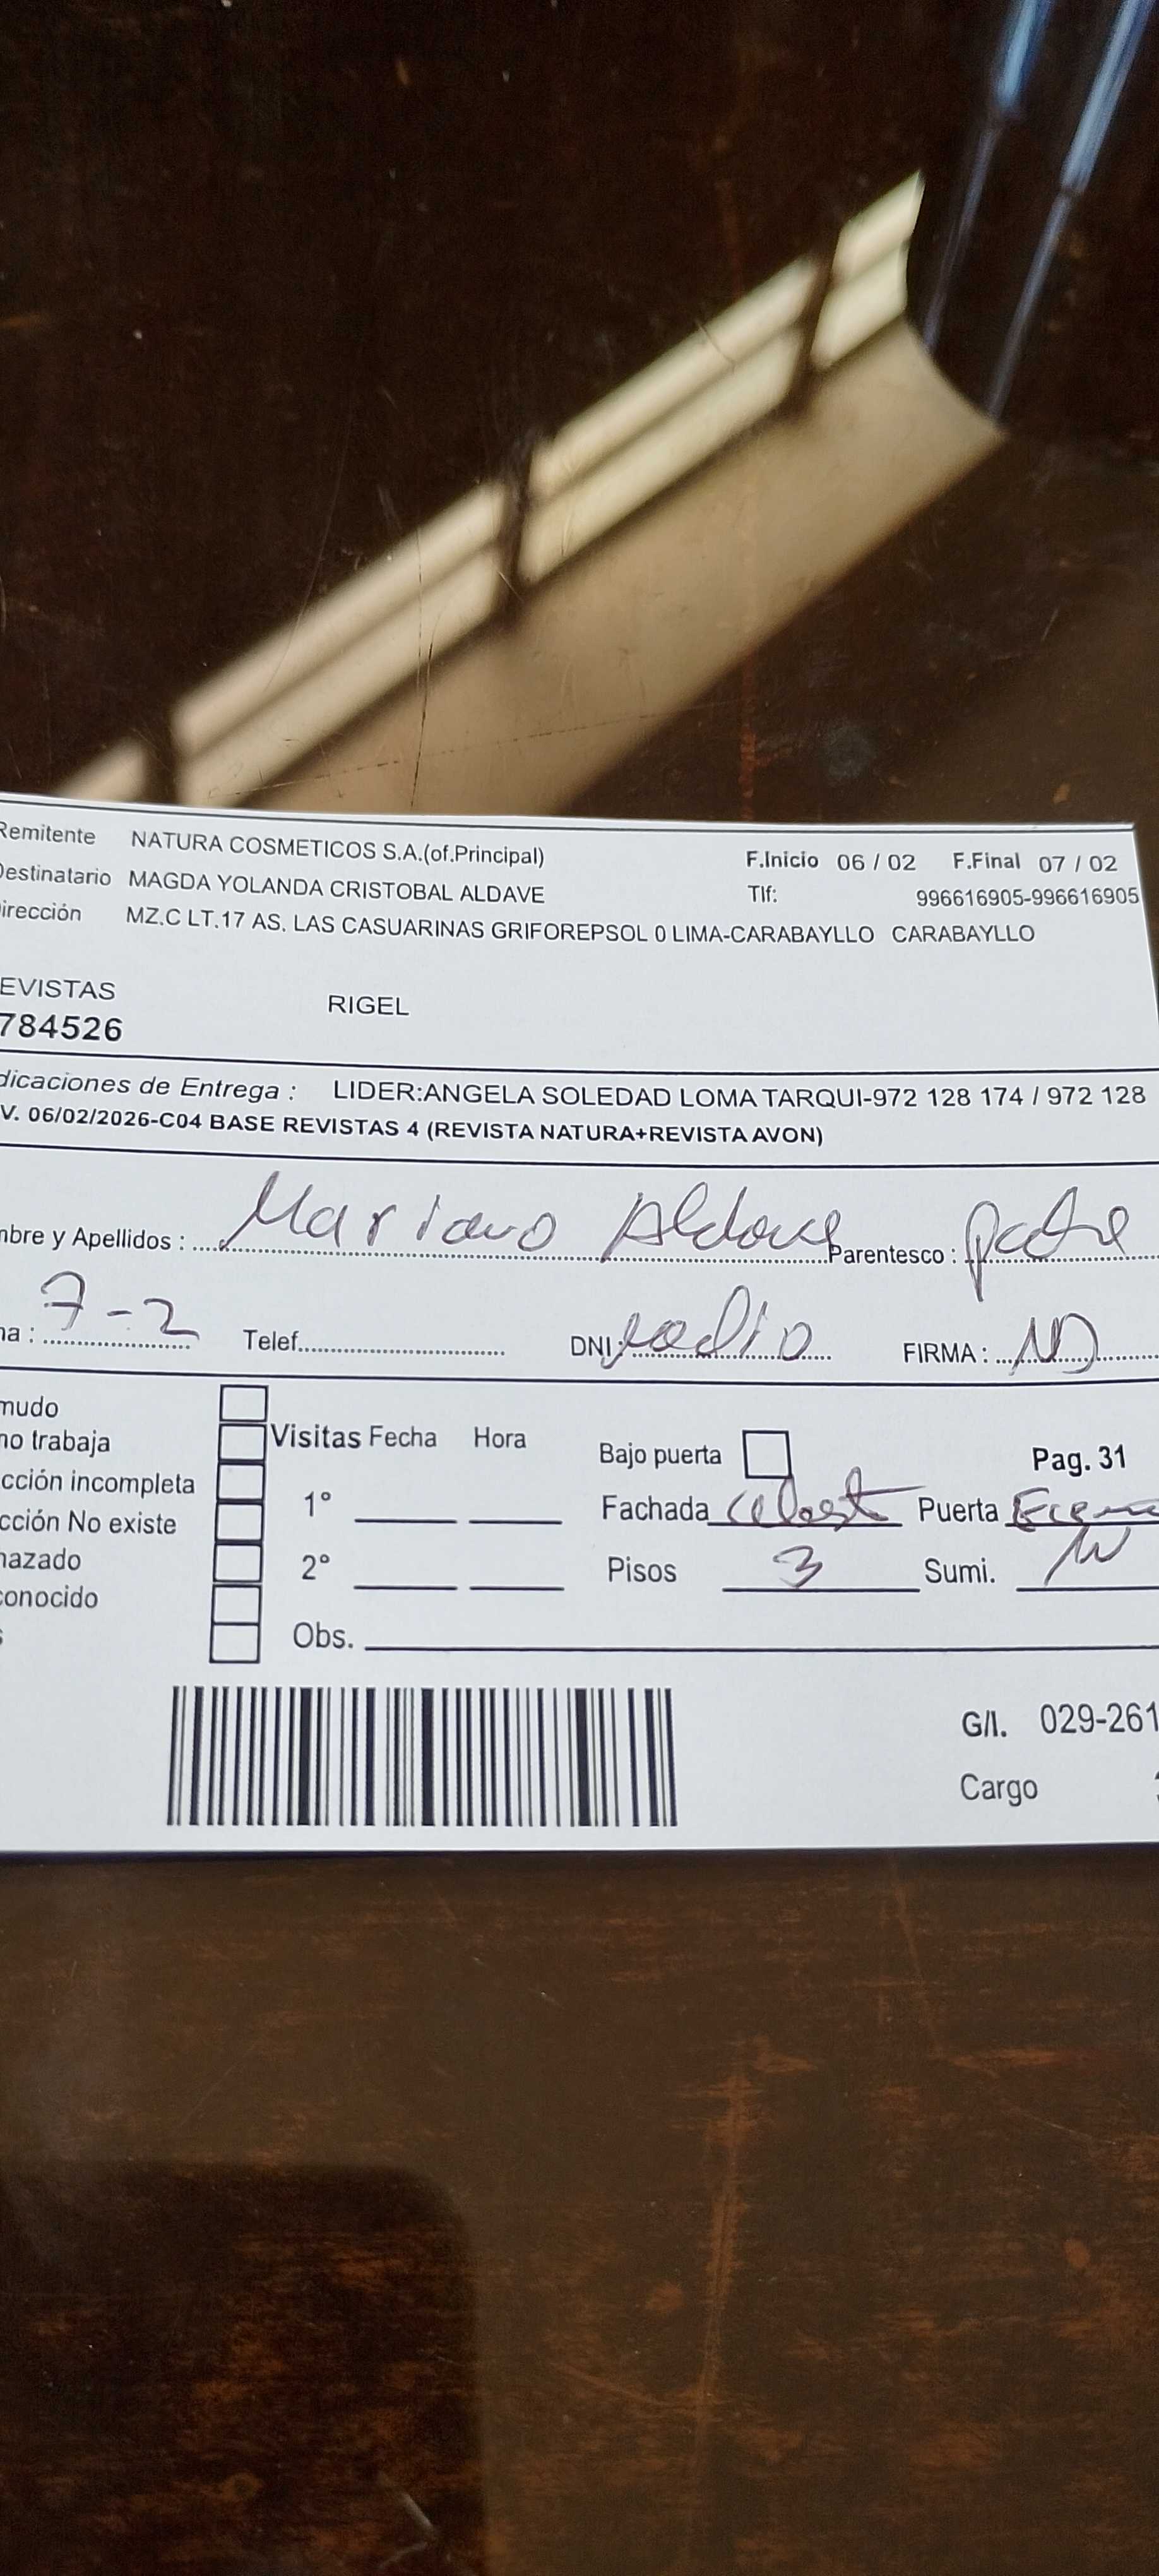 Remitente NATURA COSMETICOS S.A.(of.Principal) F.Inicio 06 / 02 F.Final 07 / 02
Destinatario MAGDA YOLANDA CRISTOBAL ALDAVE Tlf: 996616905-996616905
irección MZ.C LT.17 AS. LAS CASUARINAS GRIFOREPSOL 0 LIMA-CARABAYLLO CARABAYLLO
EVISTAS RIGEL
784526
dicaciones de Entrega : LIDER:ANGELA SOLEDAD LOMA TARQUI-972 128 174 / 972 128
V. 06/02/2026-C04 BASE REVISTAS 4 (REVISTA NATURA+REVISTA AVON)
mbre y Apellidos : Mariano Aldave Parentesco :
ha : 7-2 Telef. DNI: FIRMA :
mudo
no trabaja Visitas Fecha Hora Bajo puerta Pag. 31
cción incompleta 1° Fachada Celest Puerta
cción No existe
hazado 2° Pisos 3 Sumi.
conocido
s Obs.
G/I. 029-261
Cargo